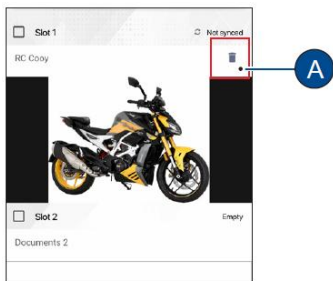 Slot 1
Not synced
RC Copy
A
Slot 2
Empty
Documents 2